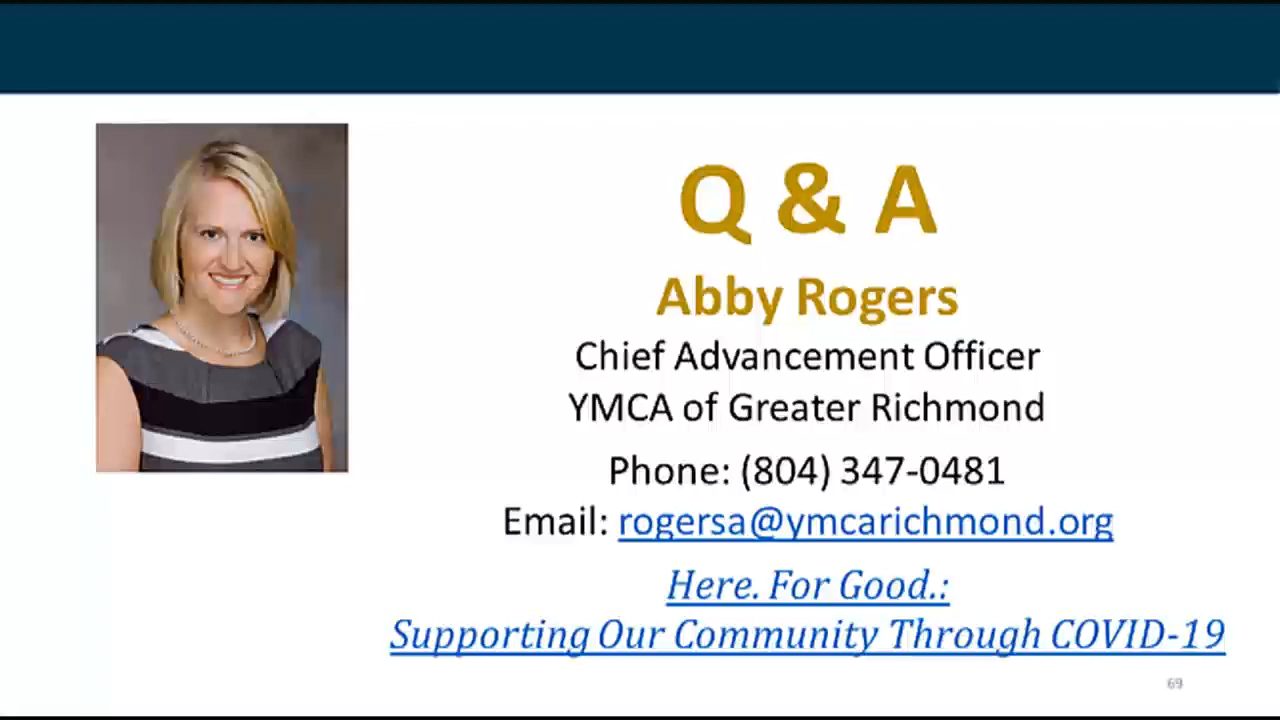 Q & A
Abby Rogers
Chief Advancement Officer
YMCA of Greater Richmond
Phone: (804) 347-0481
Email: rogersa@ymcarichmond.org
Here. For Good.:
Supporting Our Community Through COVID-19
69